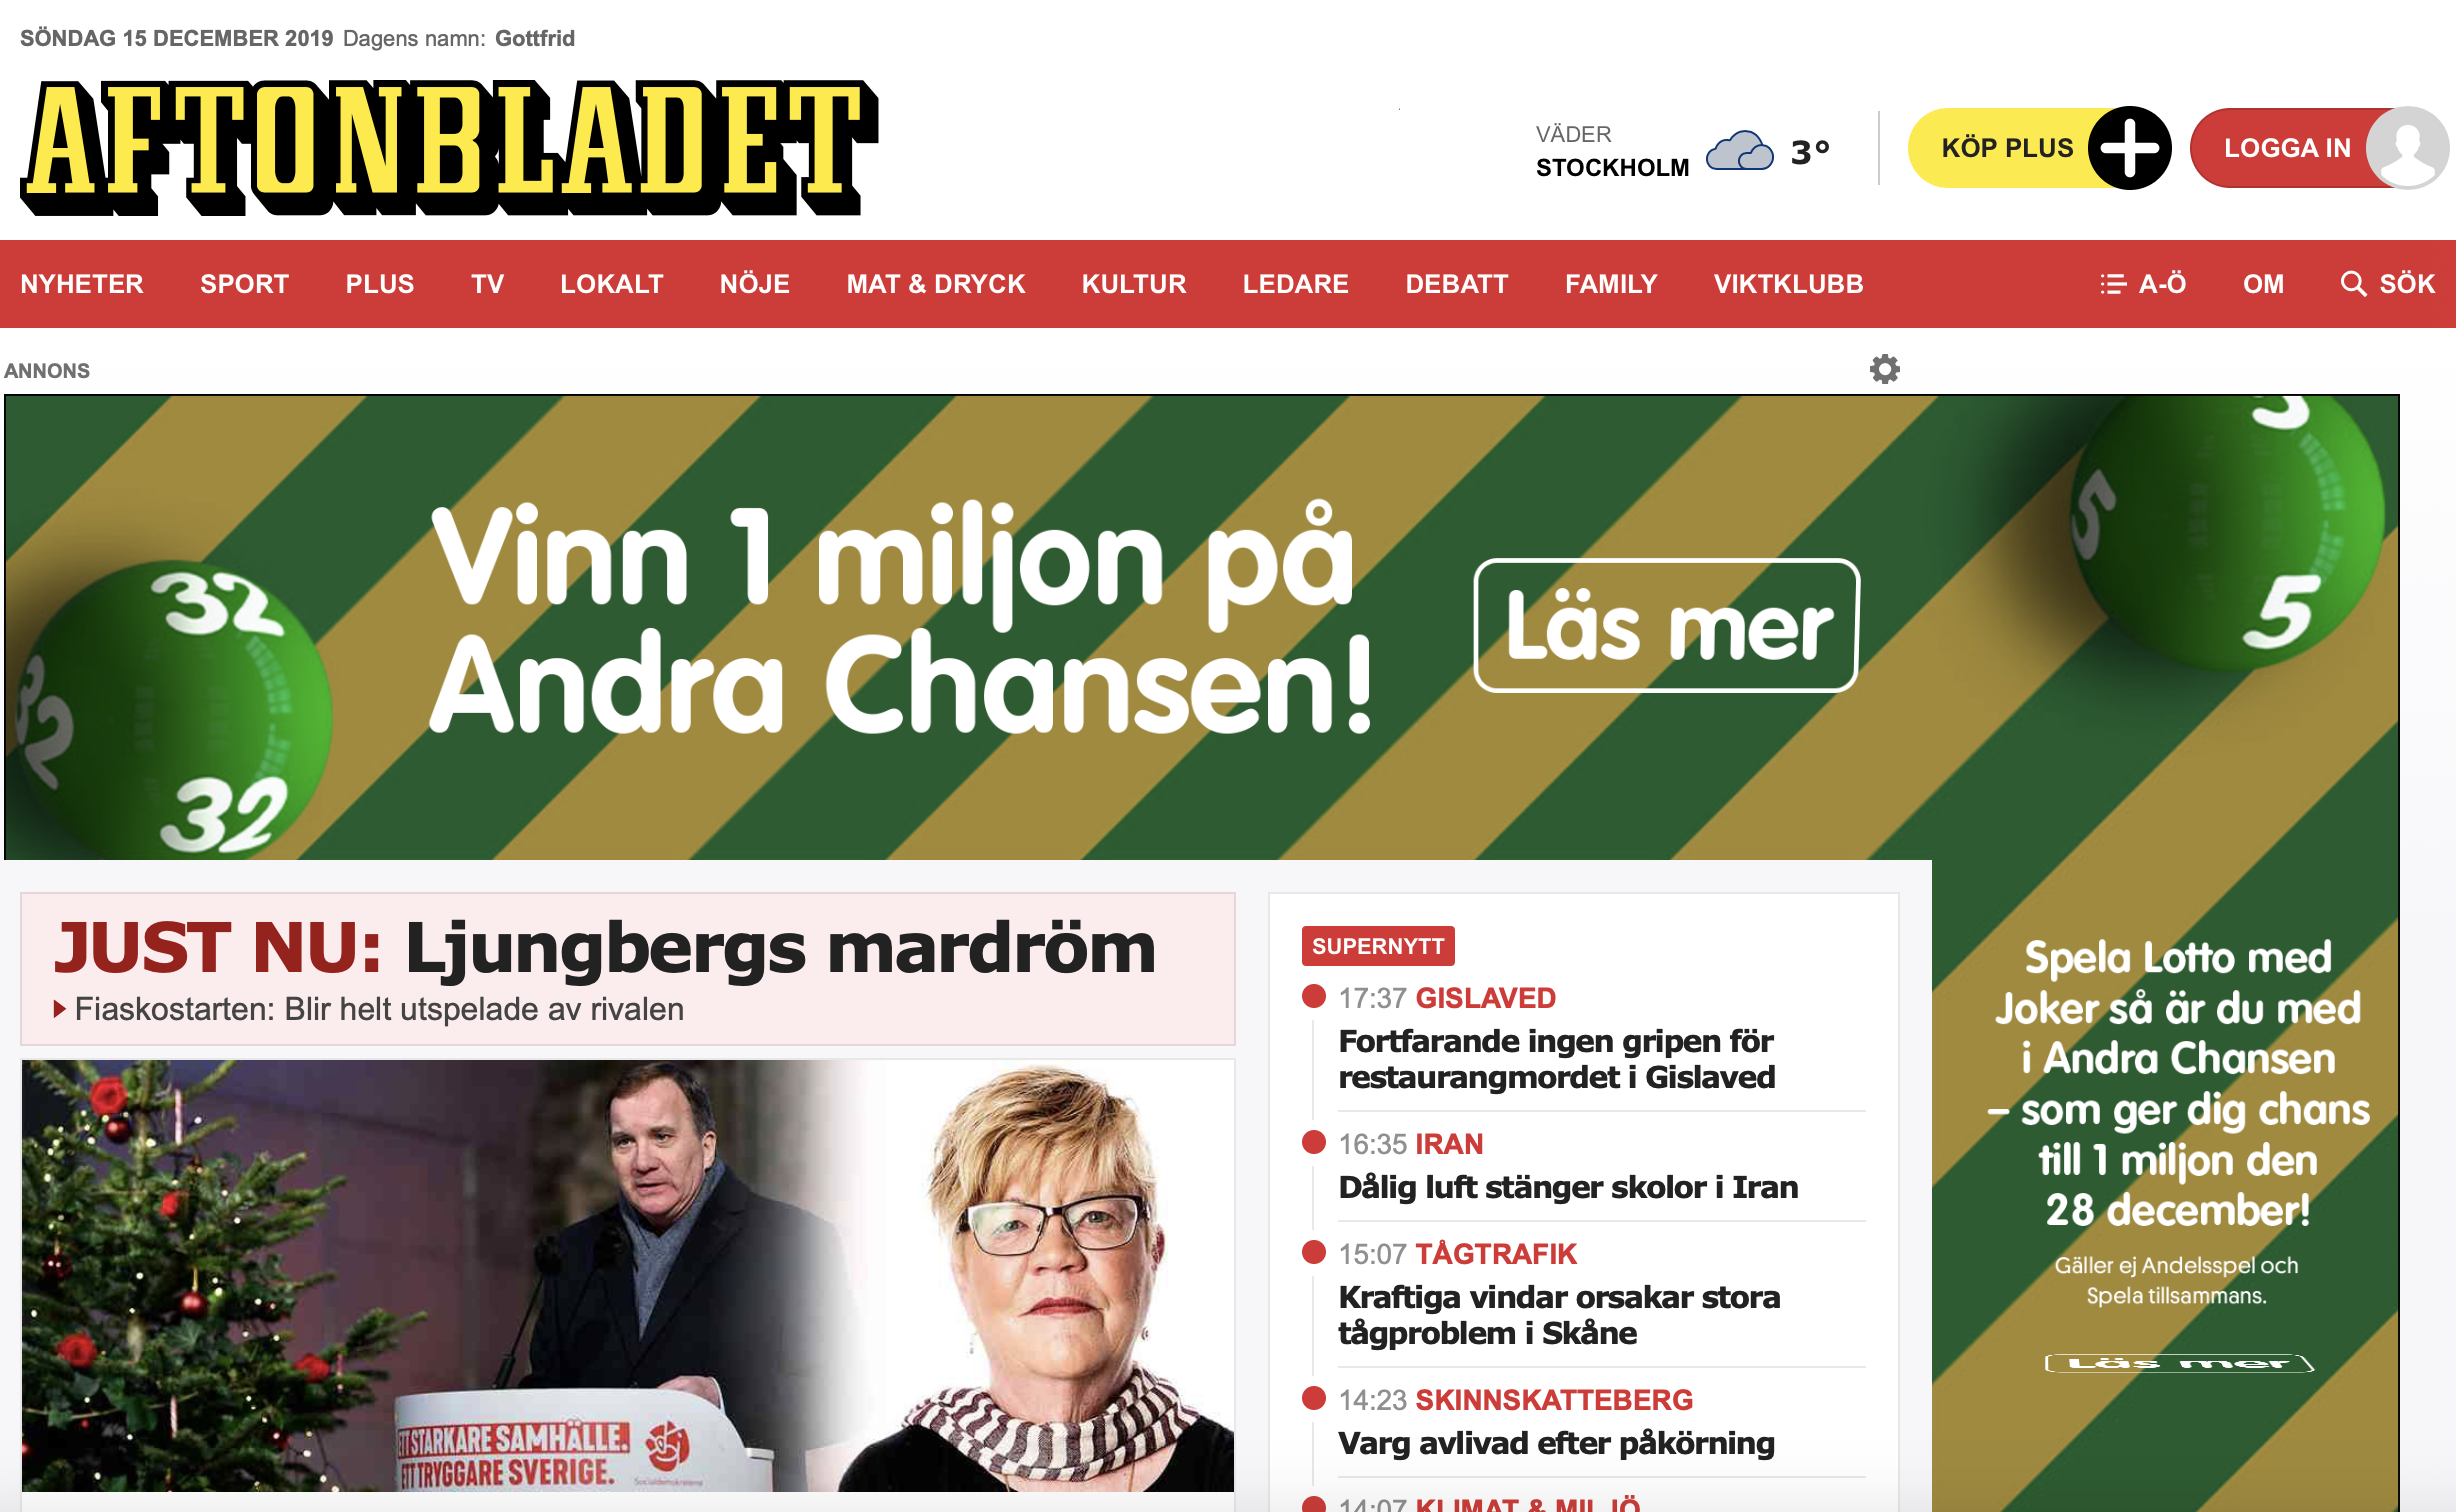 SÖNDAG 15 DECEMBER 2019 Dagens namn: Gottfrid
AFTONBLADET
VÄDER
STOCKHOLM
3°
KÖP PLUS
LOGGA IN
NYHETER SPORT PLUS TV LOKALT NÖJE MAT & DRYCK KULTUR LEDARE DEBATT FAMILY VIKTKLUBB A-Ö OM SÖK
ANNONS
Vinn 1 miljon på
Andra Chansen!
Läs mer
32
32
32
5
5
5
JUST NU: Ljungbergs mardröm
Fiaskostarten: Blir helt utspelade av rivalen
ETT STARKARE SAMHÄLLE.
ETT TRYGGARE SVERIGE.
Socialdemokraterna
SUPERNYTT
17:37 GISLAVED
Fortfarande ingen gripen för
restaurangmordet i Gislaved
16:35 IRAN
Dålig luft stänger skolor i Iran
15:07 TÅGTRAFIK
Kraftiga vindar orsakar stora
tågproblem i Skåne
14:23 SKINNSKATTEBERG
Varg avlivad efter påkörning
14:07 KLIMAT & MILJÖ
Spela Lotto med
Joker så är du med
i Andra Chansen
– som ger dig chans
till 1 miljon den
28 december!
Gäller ej Andelsspel och
Spela tillsammans.
Läs mer